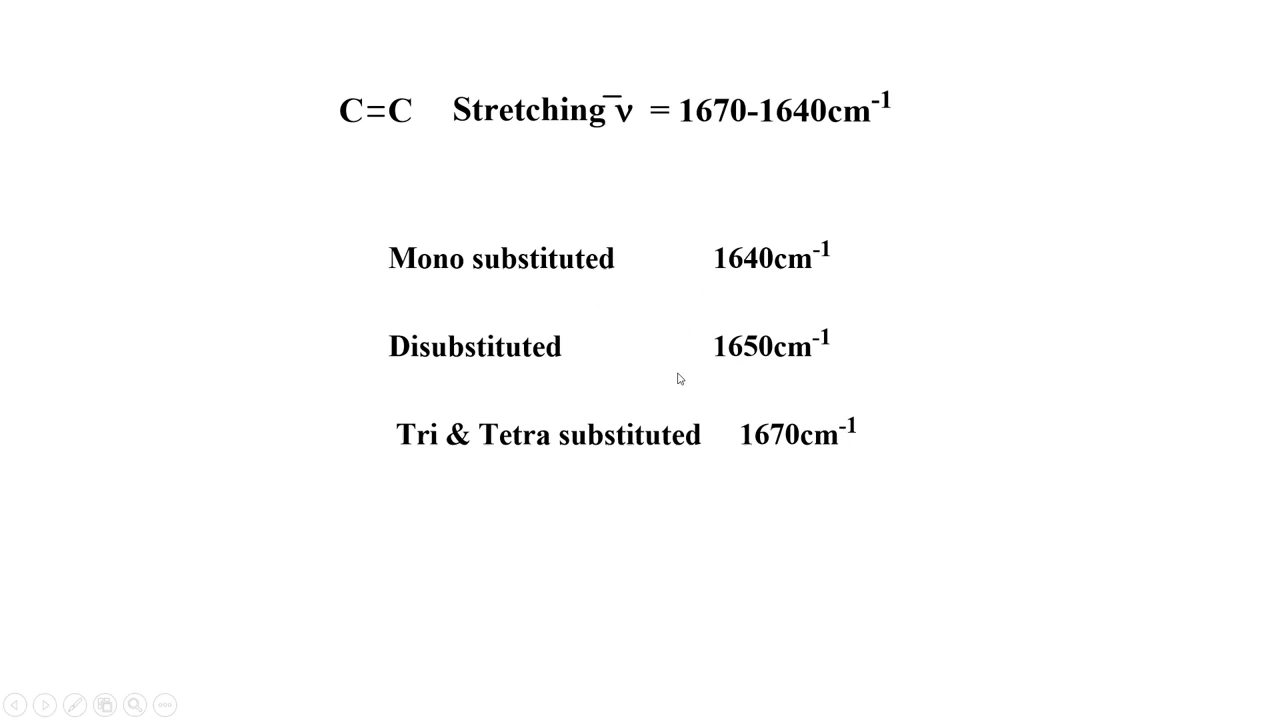 C=C Stretching ν̅ = 1670-1640cm⁻¹
Mono substituted 1640cm⁻¹
Disubstituted 1650cm⁻¹
Tri & Tetra substituted 1670cm⁻¹